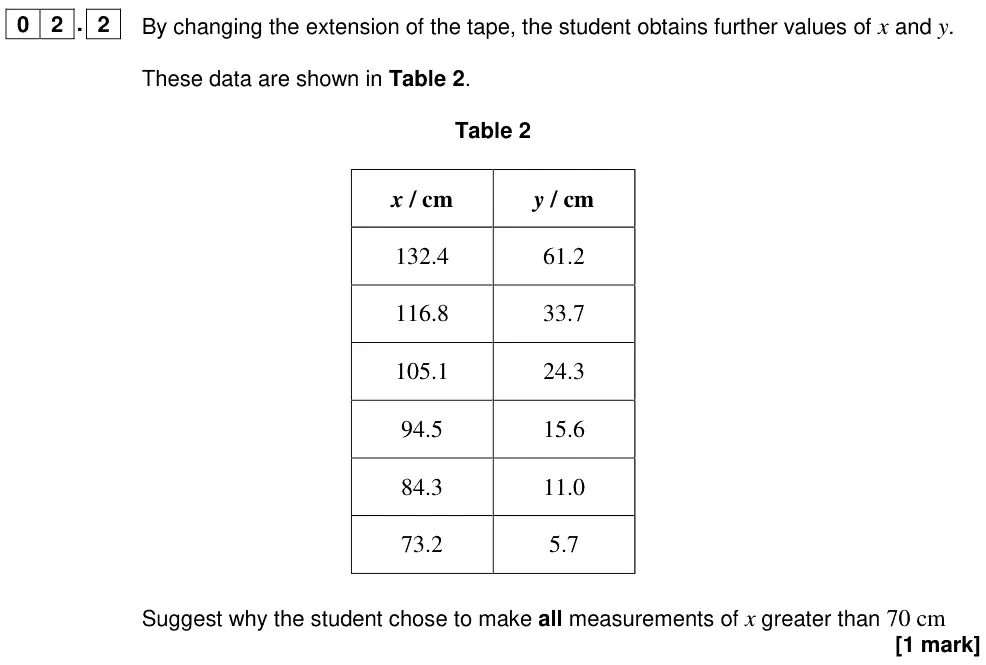 0 2 . 2 By changing the extension of the tape, the student obtains further values of x and y.
These data are shown in Table 2.
Table 2
x / cm y / cm
132.4 61.2
116.8 33.7
105.1 24.3
94.5 15.6
84.3 11.0
73.2 5.7
Suggest why the student chose to make all measurements of x greater than 70 cm
[1 mark]